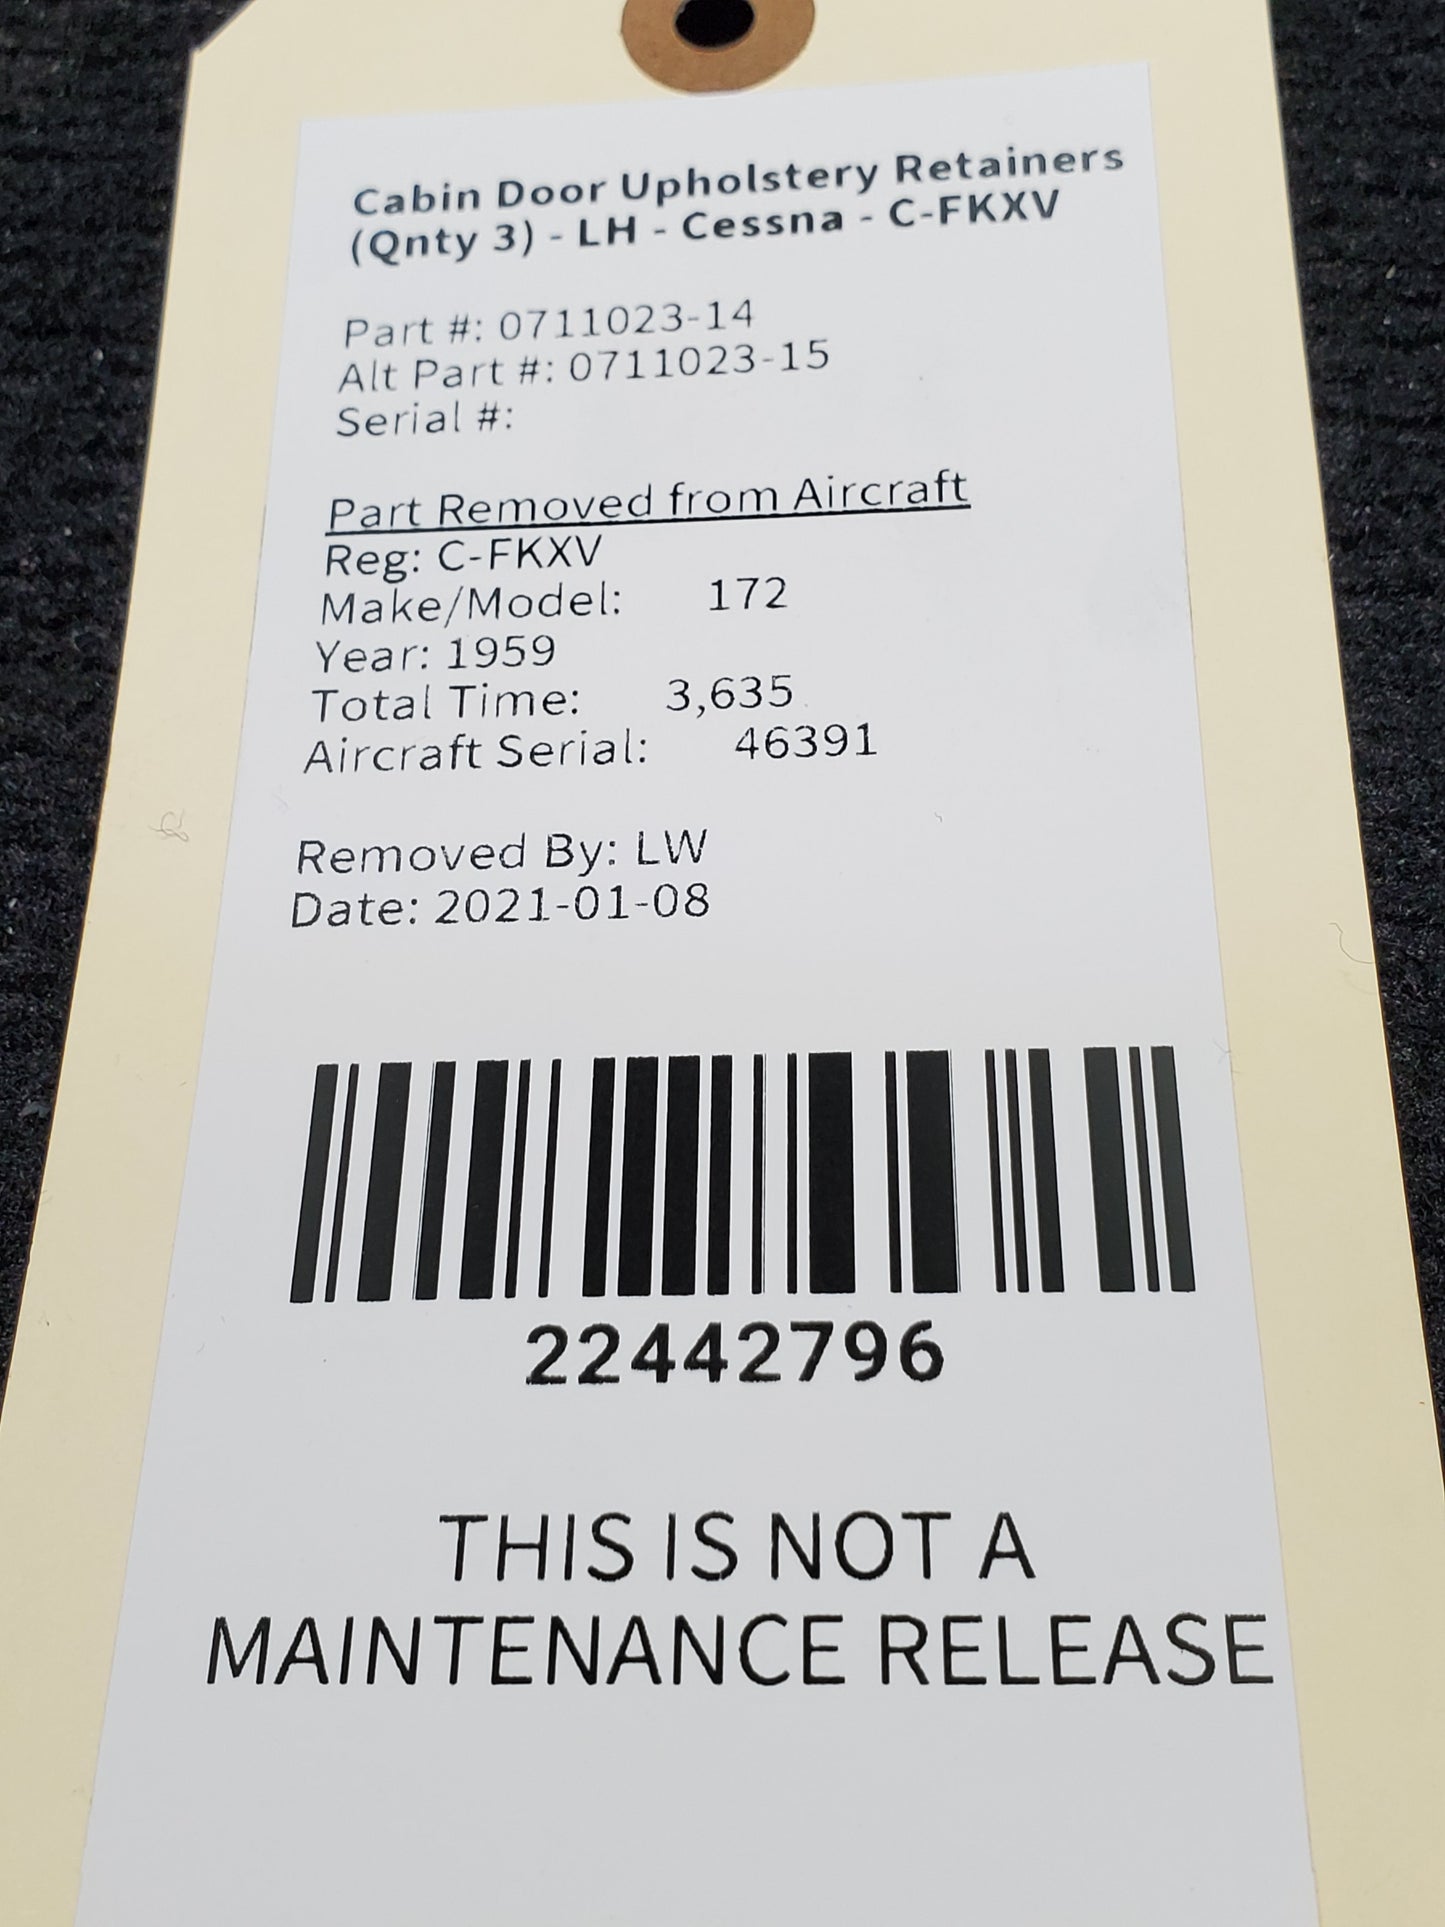 Cabin Door Upholstery Retainers
(Qnty 3) - LH - Cessna - C-FKXV
Part #: 0711023-14
Alt Part #: 0711023-15
Serial #:
Part Removed from Aircraft
Reg: C-FKXV
Make/Model: 172
Year: 1959
Total Time: 3,635
Aircraft Serial: 46391
Removed By: LW
Date: 2021-01-08
22442796
THIS IS NOT A
MAINTENANCE RELEASE